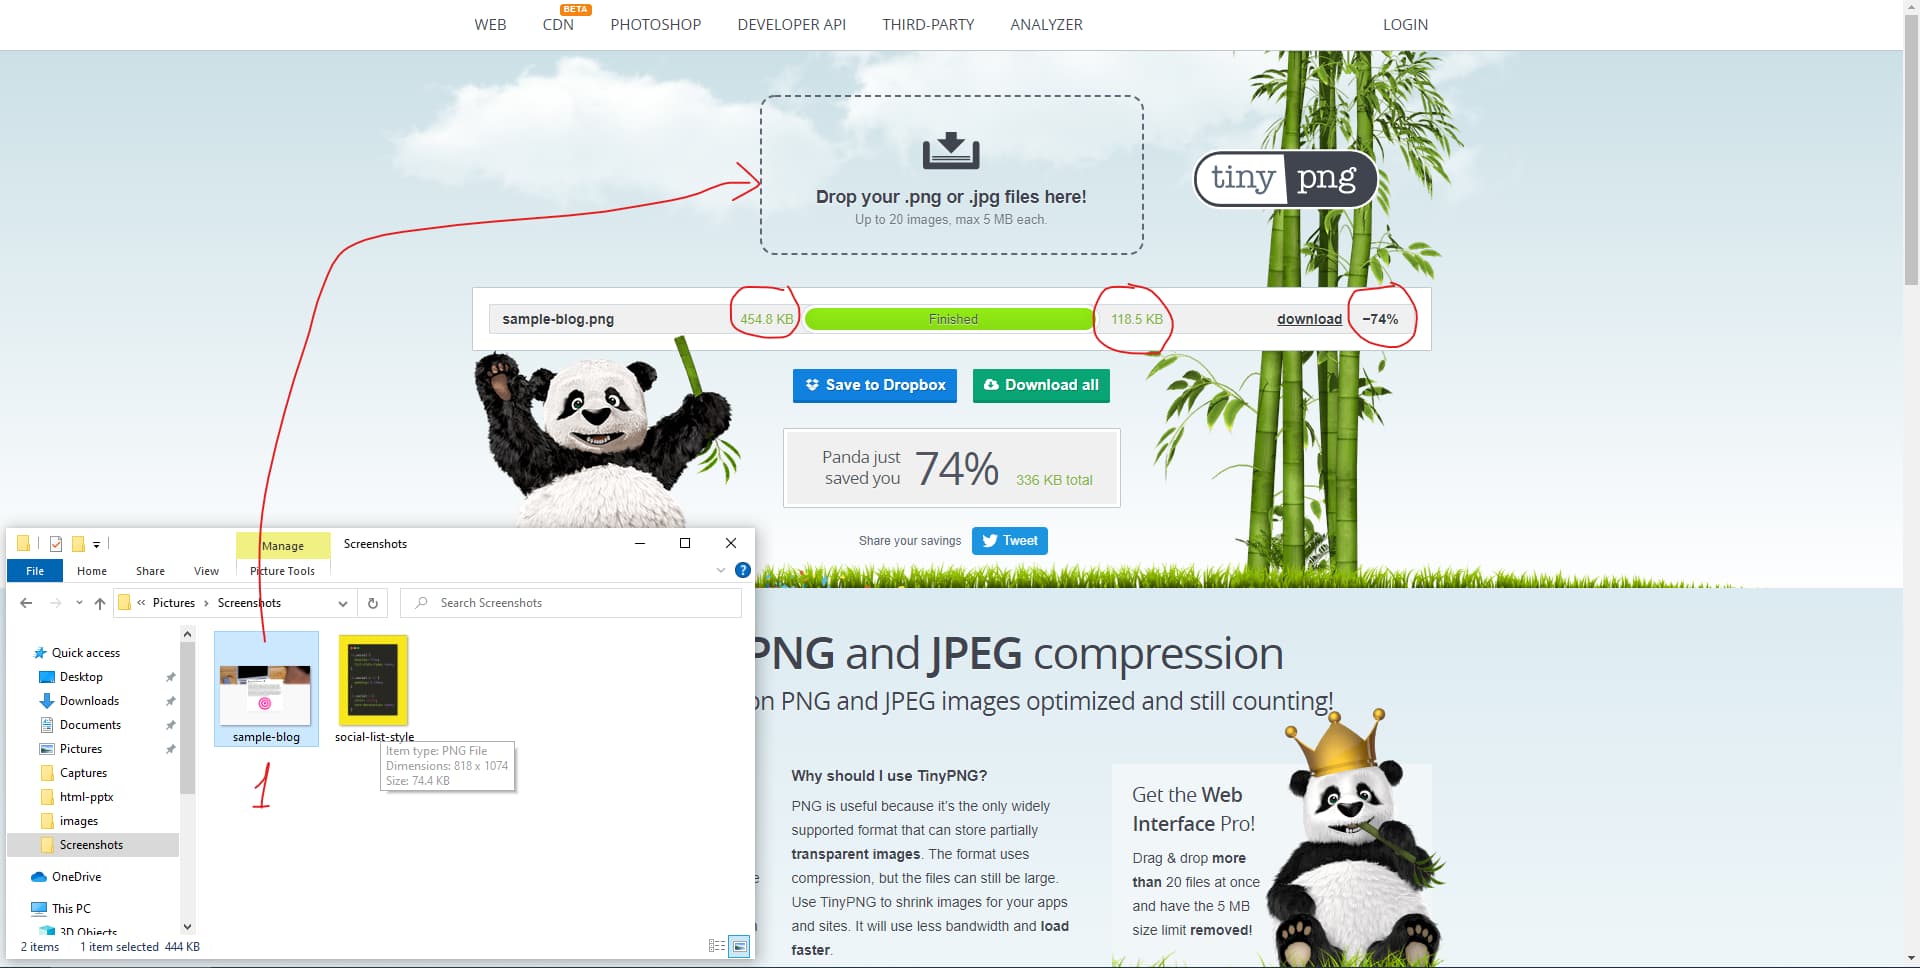 WEB
CDN
BETA
PHOTOSHOP
DEVELOPER API
THIRD-PARTY
ANALYZER
LOGIN
Drop your .png or .jpg files here!
Up to 20 images, max 5 MB each.
tiny png
sample-blog.png
454.8 KB
Finished
118.5 KB
download
−74%
Save to Dropbox
Download all
Panda just
saved you
74%
336 KB total
Share your savings
Tweet
PNG and JPEG compression
on PNG and JPEG images optimized and still counting!
Why should I use TinyPNG?
PNG is useful because it's the only widely
supported format that can store partially
transparent images. The format uses
compression, but the files can still be large.
Use TinyPNG to shrink images for your apps
and sites. It will use less bandwidth and load
faster.
Get the Web
Interface Pro!
Drag & drop more
than 20 files at once
and have the 5 MB
size limit removed!
Manage
Screenshots
File
Home
Share
View
Picture Tools
« Pictures › Screenshots
Search Screenshots
Quick access
Desktop
Downloads
Documents
Pictures
Captures
html-pptx
images
Screenshots
OneDrive
This PC
3D Objects
sample-blog
social-list-style
Item type: PNG File
Dimensions: 818 x 1074
Size: 74.4 KB
1
2 items
1 item selected 444 KB